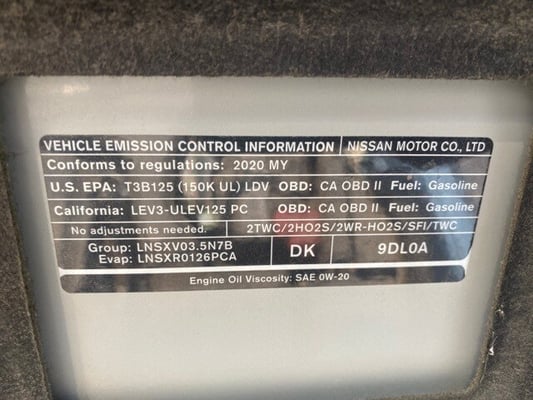 VEHICLE EMISSION CONTROL INFORMATION NISSAN MOTOR CO., LTD
Conforms to regulations: 2020 MY
U.S. EPA: T3B125 (150K UL) LDV OBD: CA OBD II Fuel: Gasoline
California: LEV3-ULEV125 PC OBD: CA OBD II Fuel: Gasoline
No adjustments needed. 2TWC/2HO2S/2WR-HO2S/SFI/TWC
Group: LNSXV03.5N7B
Evap: LNSXR0126PCA
DK 9DL0A
Engine Oil Viscosity: SAE 0W-20